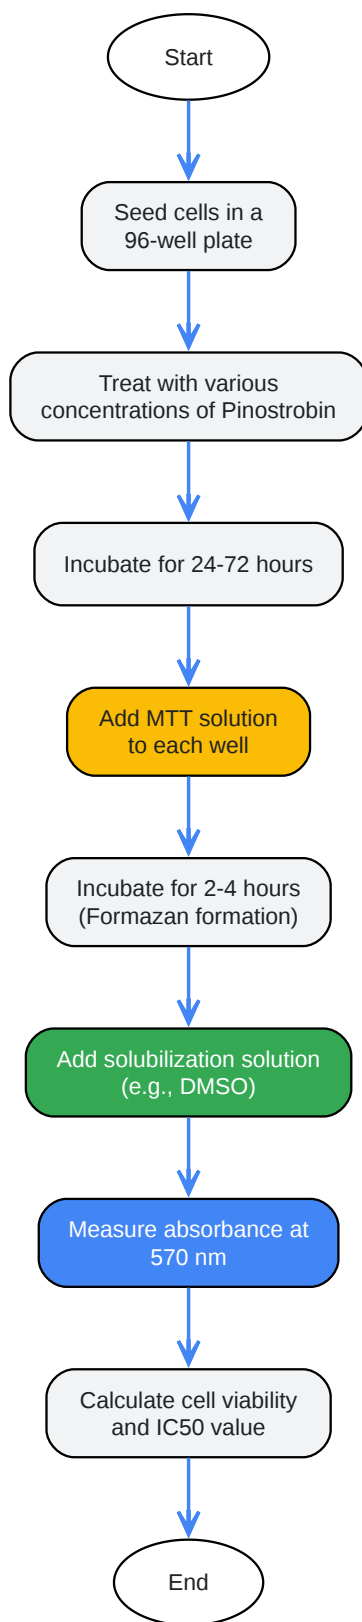 Start
Seed cells in a
96-well plate
Treat with various
concentrations of Pinostrobin
Incubate for 24-72 hours
Add MTT solution
to each well
Incubate for 2-4 hours
(Formazan formation)
Add solubilization solution
(e.g., DMSO)
Measure absorbance at
570 nm
Calculate cell viability
and IC50 value
End